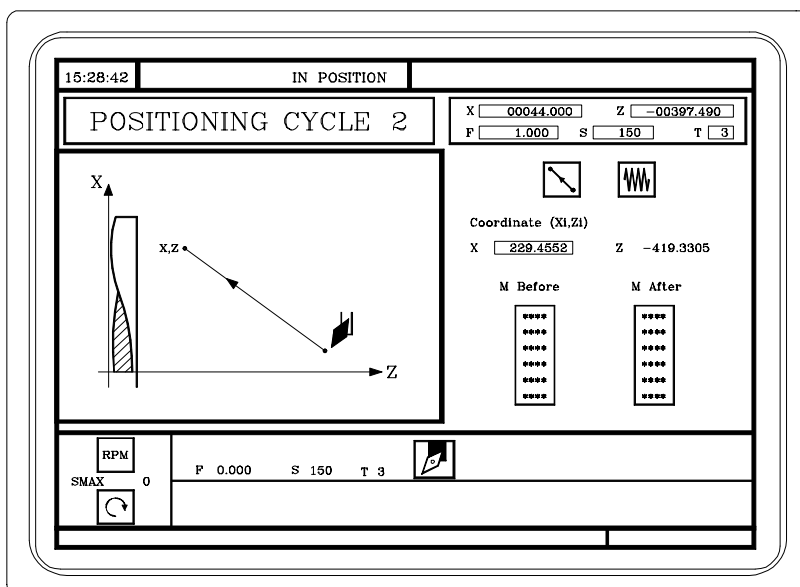 15:28:42 IN POSITION
POSITIONING CYCLE 2
X 00044.000 Z -00397.490
F 1.000 S 150 T 3
X
X,Z
Z
Coordinate (Xi,Zi)
X 229.4552 Z -419.3305
M Before M After
**** ****
**** ****
**** ****
**** ****
**** ****
**** ****
RPM
SMAX 0
F 0.000 S 150 T 3